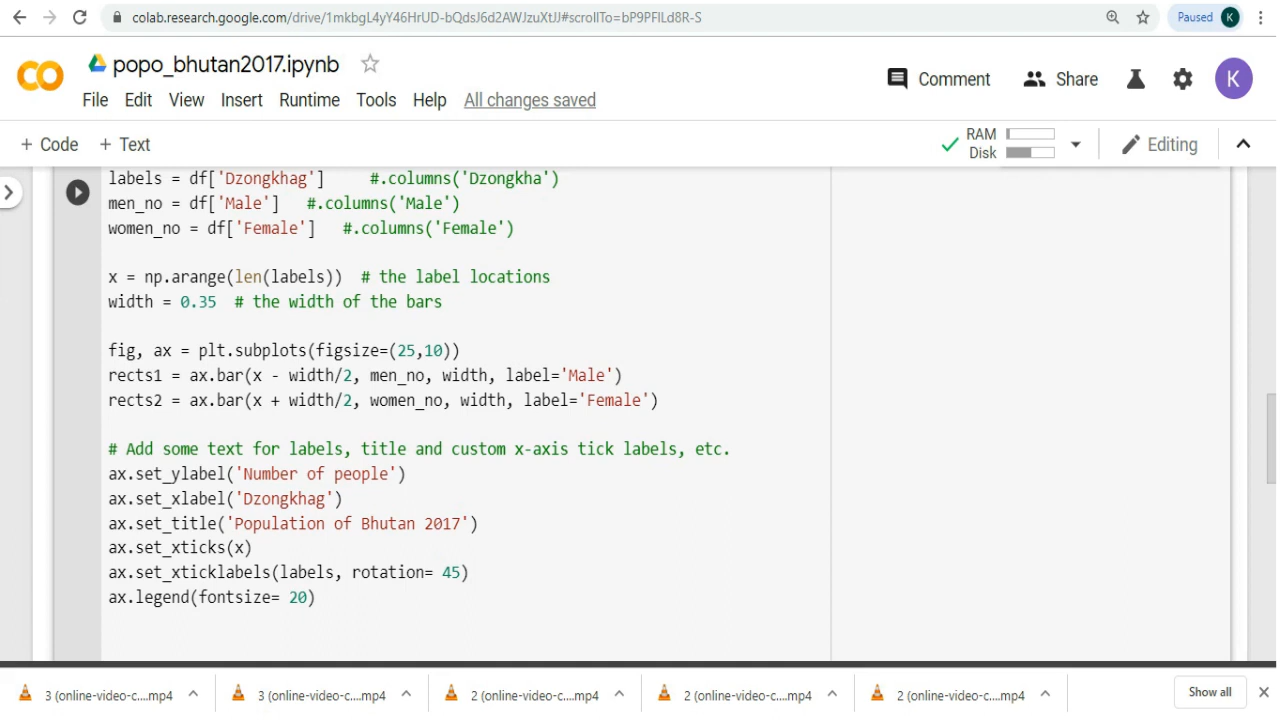 colab.research.google.com/drive/1mkbgL4yY46HrUD-bQdsJ6d2AWJzuXtJJ#scrollTo=bP9PFlLd8R-S
Paused K
popo_bhutan2017.ipynb
Comment Share K
File Edit View Insert Runtime Tools Help All changes saved
+ Code + Text
RAM
Disk
Editing
labels = df['Dzongkhag'] #.columns('Dzongkha')
men_no = df['Male'] #.columns('Male')
women_no = df['Female'] #.columns('Female')
x = np.arange(len(labels)) # the label locations
width = 0.35 # the width of the bars
fig, ax = plt.subplots(figsize=(25,10))
rects1 = ax.bar(x - width/2, men_no, width, label='Male')
rects2 = ax.bar(x + width/2, women_no, width, label='Female')
# Add some text for labels, title and custom x-axis tick labels, etc.
ax.set_ylabel('Number of people')
ax.set_xlabel('Dzongkhag')
ax.set_title('Population of Bhutan 2017')
ax.set_xticks(x)
ax.set_xticklabels(labels, rotation= 45)
ax.legend(fontsize= 20)
3 (online-video-c....mp4 3 (online-video-c....mp4 2 (online-video-c....mp4 2 (online-video-c....mp4 2 (online-video-c....mp4 Show all